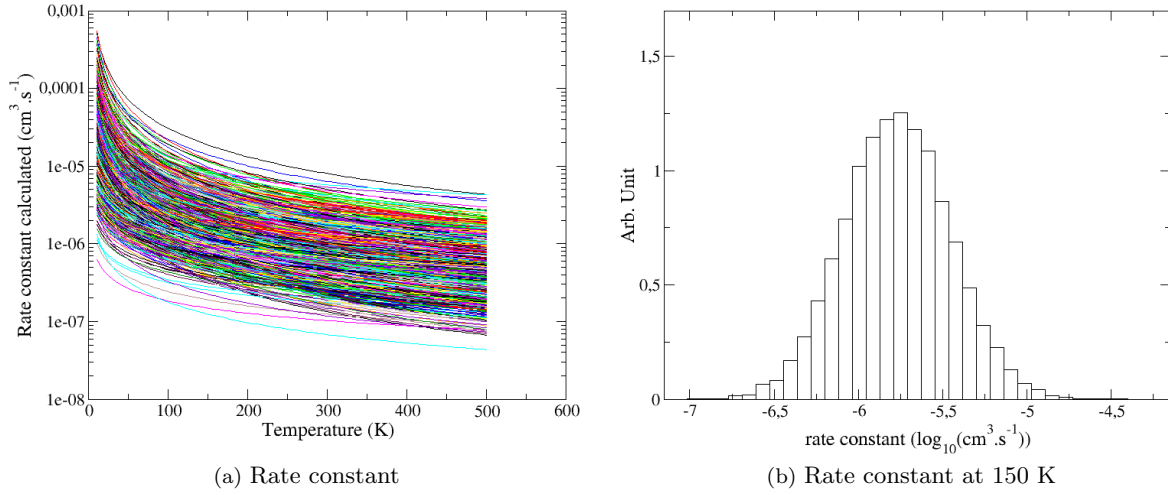 0,001
0,0001
1e-05
1e-06
1e-07
1e-08
Rate constant calculated (cm³.s⁻¹)
0 100 200 300 400 500 600
Temperature (K)
(a) Rate constant
1,5
1
0,5
0
Arb. Unit
-7 -6,5 -6 -5,5 -5 -4,5
rate constant (log₁₀(cm³.s⁻¹))
(b) Rate constant at 150 K